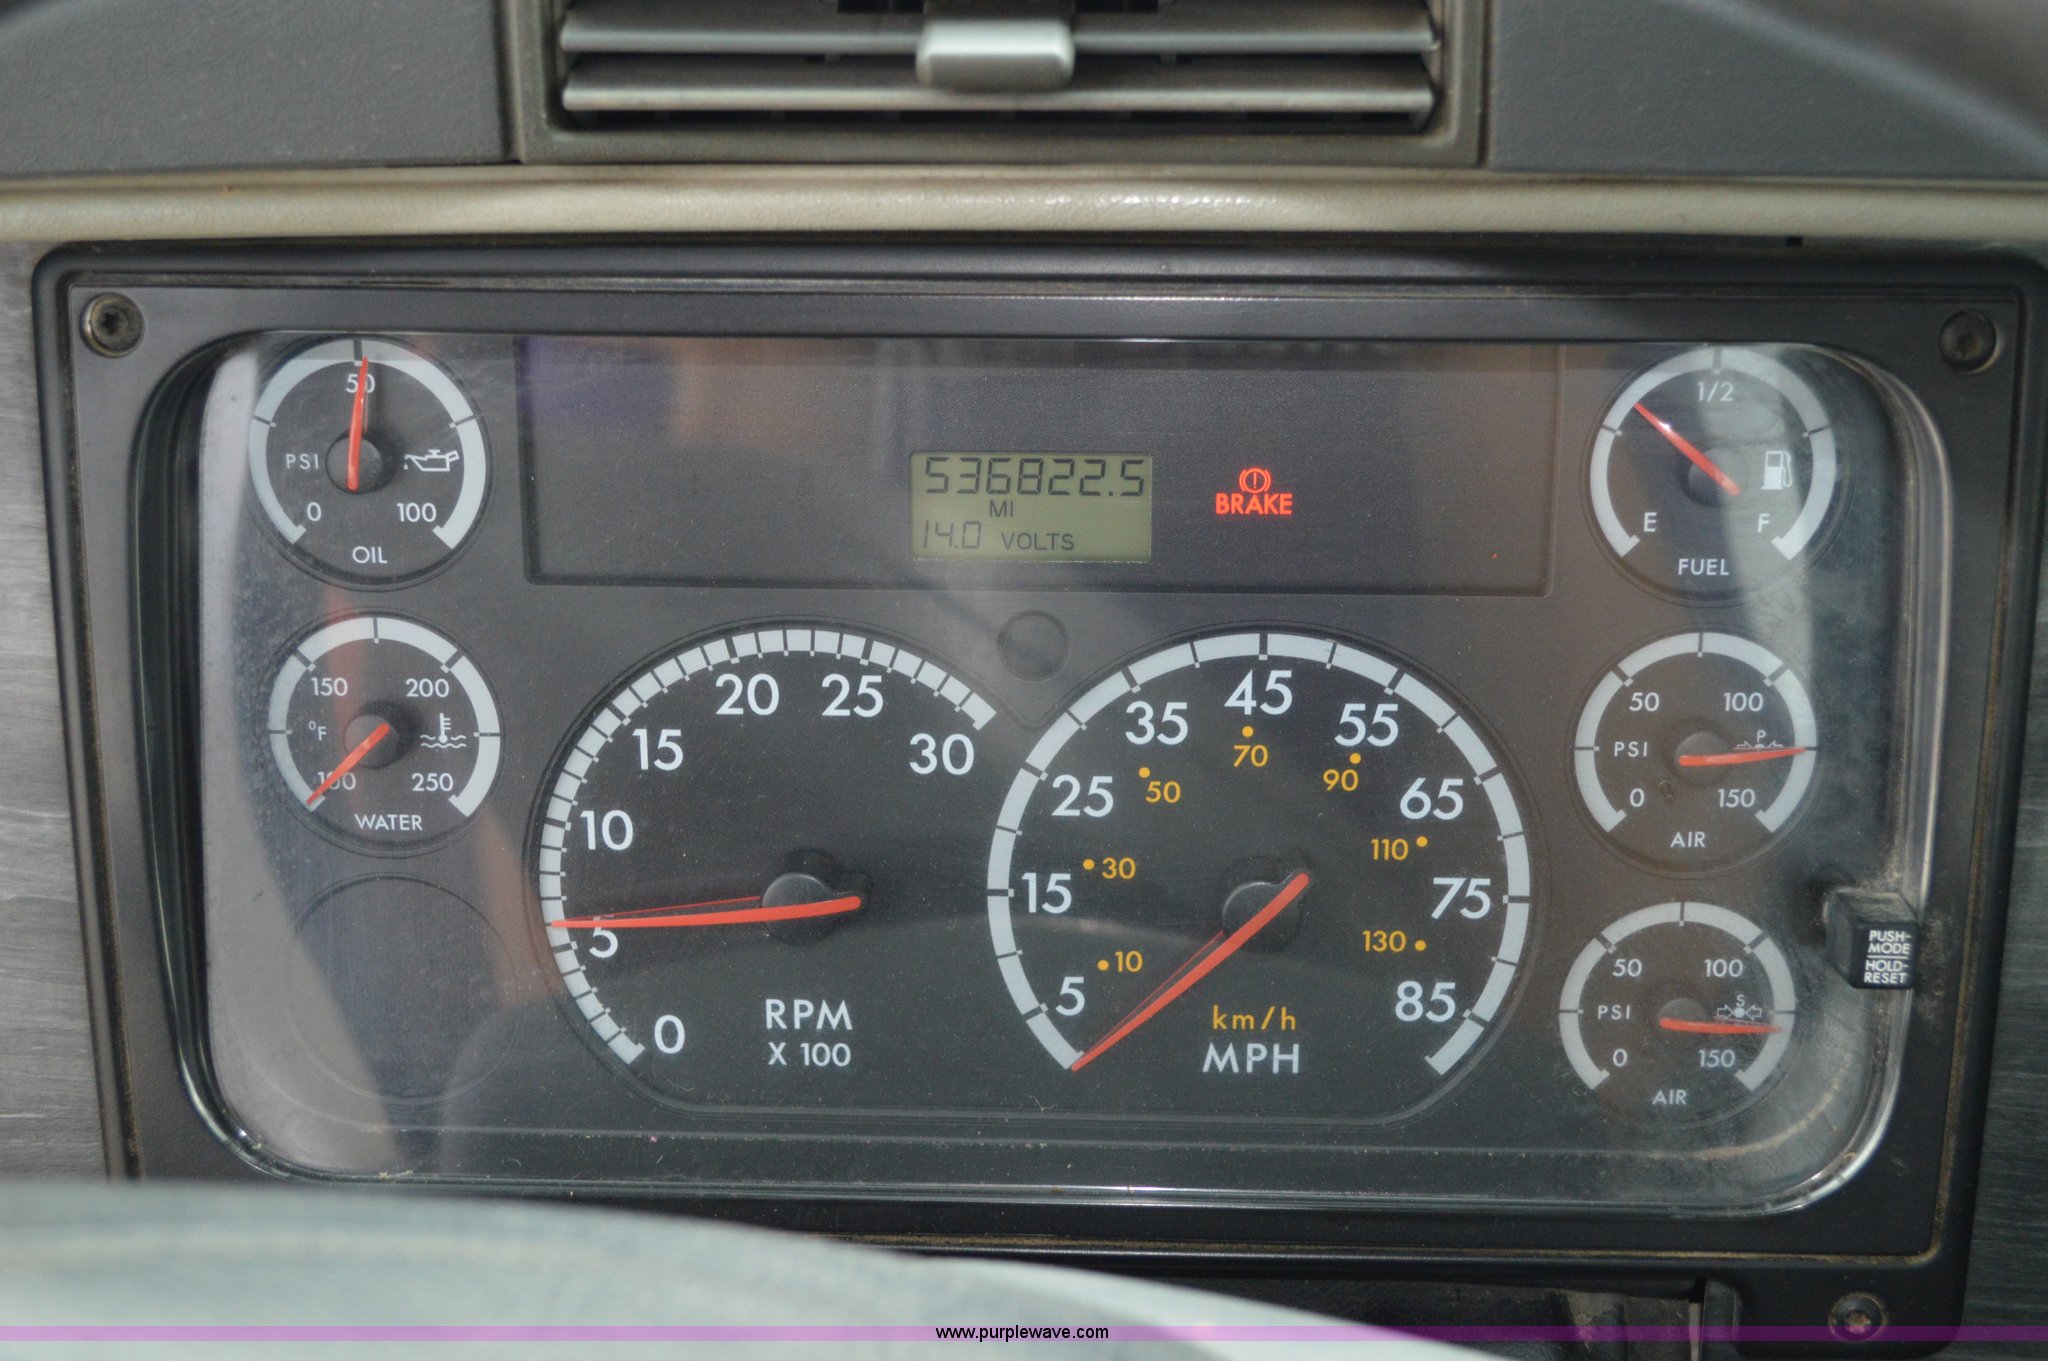 50
PSI
0
100
OIL
536822.5
MI
14.0 VOLTS
BRAKE
1/2
E
F
FUEL
150
200
°F
100
250
WATER
0
5
10
15
20
25
30
RPM
X 100
5
15
25
35
45
55
65
75
85
10
30
50
70
90
110
130
km/h
MPH
50
100
PSI
P
0
150
AIR
50
100
PSI
S
0
150
AIR
PUSH-
MODE
HOLD-
RESET
www.purplewave.com